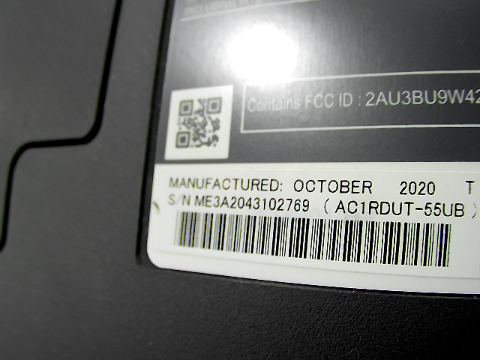 Contains FCC ID : 2AU3BU9W42
MANUFACTURED: OCTOBER 2020 T
S/N ME3A2043102769 ( AC1RDUT-55UB )